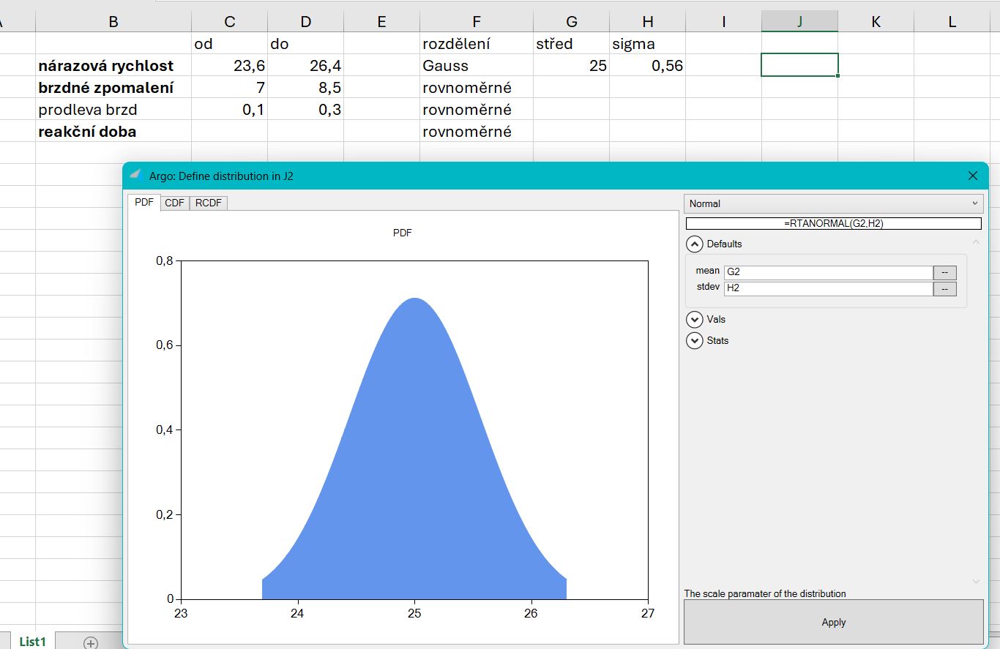 B C D E F G H I J K L
od do rozdělení střed sigma
nárazová rychlost 23,6 26,4 Gauss 25 0,56
brzdné zpomalení 7 8,5 rovnoměrné
prodleva brzd 0,1 0,3 rovnoměrné
reakční doba rovnoměrné
Argo: Define distribution in J2
PDF CDF RCDF
PDF
0,8
0,6
0,4
0,2
0
23 24 25 26 27
Normal
=RTANORMAL(G2,H2)
Defaults
mean G2 --
stdev H2 --
Vals
Stats
The scale paramater of the distribution
Apply
List1